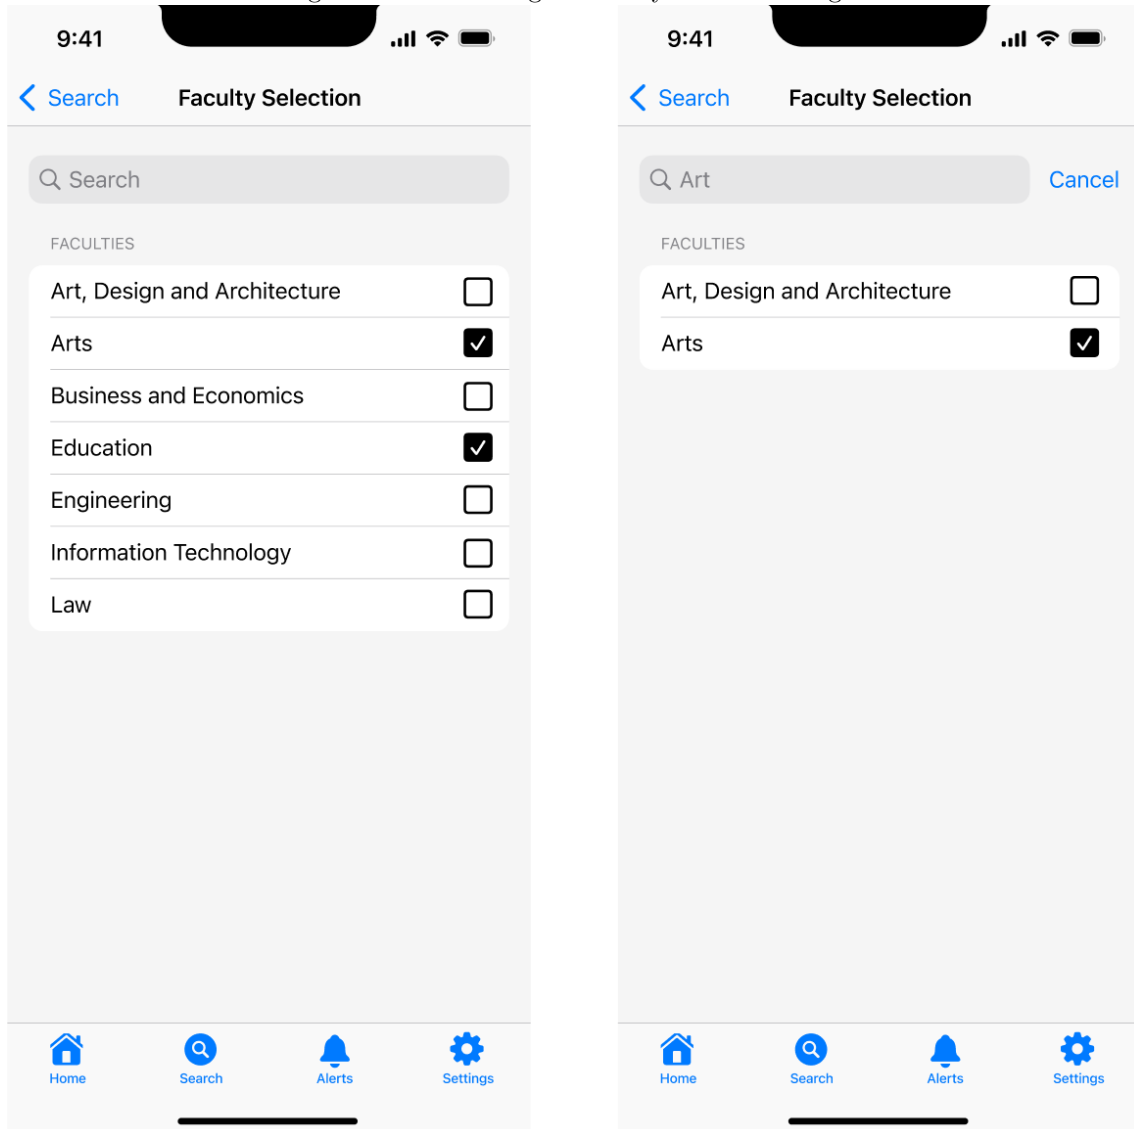 9:41
Search Faculty Selection
Search
FACULTIES
Art, Design and Architecture
Arts
Business and Economics
Education
Engineering
Information Technology
Law
Home Search Alerts Settings
9:41
Search Faculty Selection
Art Cancel
FACULTIES
Art, Design and Architecture
Arts
Home Search Alerts Settings